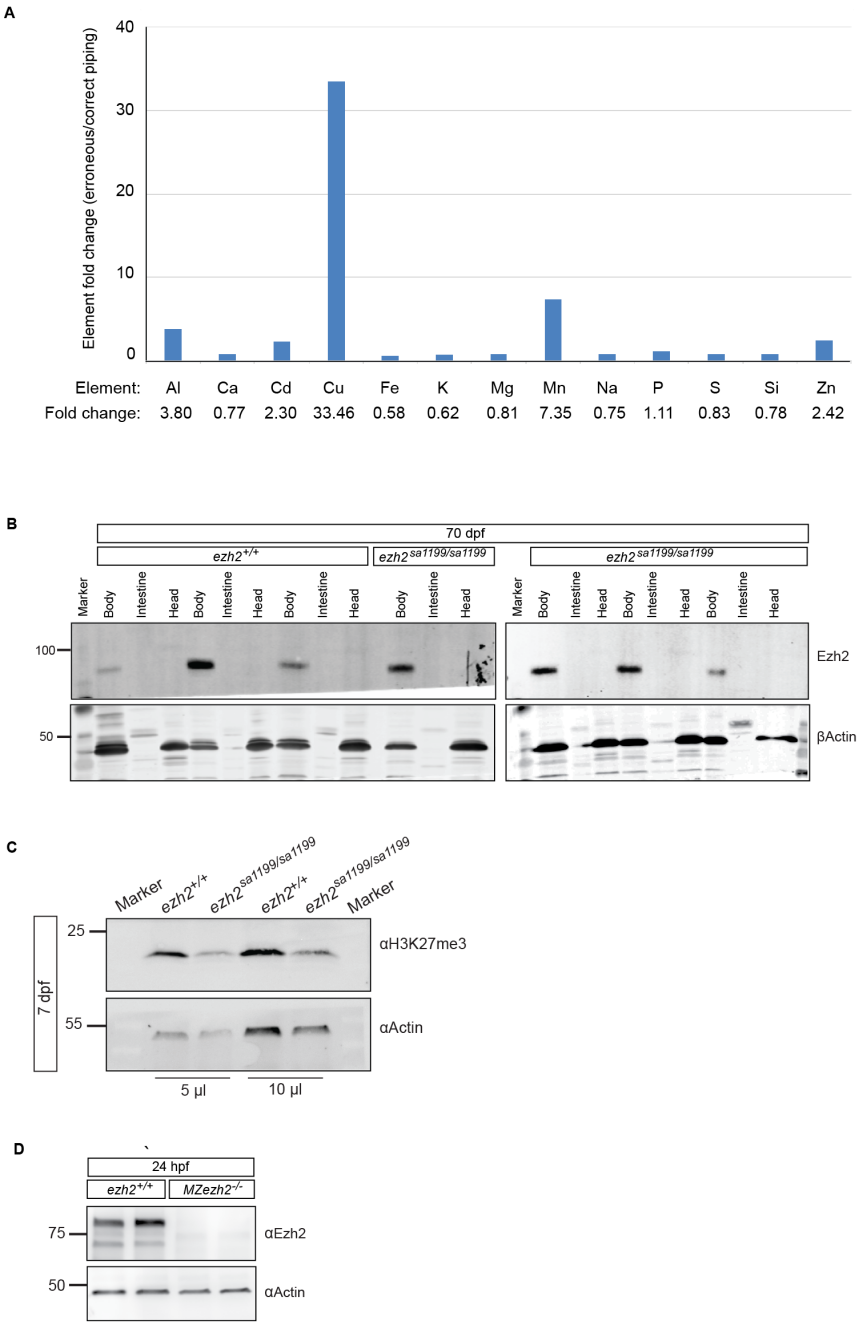 A
Element fold change (erroneous/correct piping)
40
30
20
10
0
Element: Al Ca Cd Cu Fe K Mg Mn Na P S Si Zn
Fold change: 3.80 0.77 2.30 33.46 0.58 0.62 0.81 7.35 0.75 1.11 0.83 0.78 2.42
B
70 dpf
ezh2+/+ ezh2sa1199/sa1199 ezh2sa1199/sa1199
Marker Body Intestine Head Body Intestine Head Body Intestine Head Body Intestine Head Marker Body Intestine Head Body Intestine Head Body Intestine Head
100 Ezh2
50 βActin
C
Marker ezh2+/+ ezh2sa1199/sa1199 ezh2+/+ ezh2sa1199/sa1199 Marker
7 dpf
25 αH3K27me3
55 αActin
5 µl 10 µl
D
24 hpf
ezh2+/+ MZezh2-/-
75 αEzh2
50 αActin